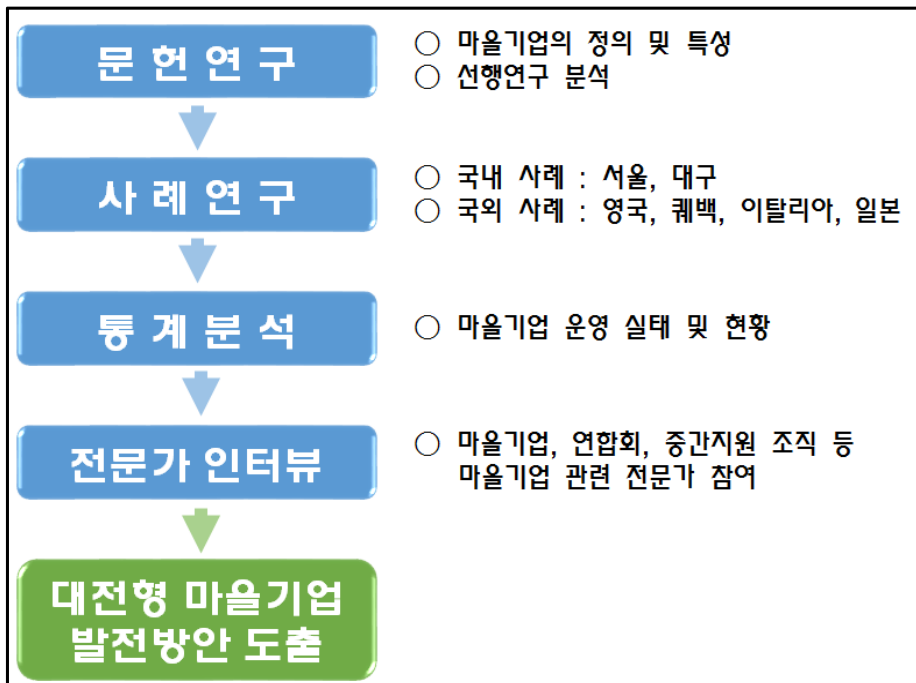 문 헌 연 구
○ 마을기업의 정의 및 특성
○ 선행연구 분석
사 례 연 구
○ 국내 사례 : 서울, 대구
○ 국외 사례 : 영국, 퀘백, 이탈리아, 일본
통 계 분 석
○ 마을기업 운영 실태 및 현황
전문가 인터뷰
○ 마을기업, 연합회, 중간지원 조직 등
마을기업 관련 전문가 참여
대전형 마을기업
발전방안 도출